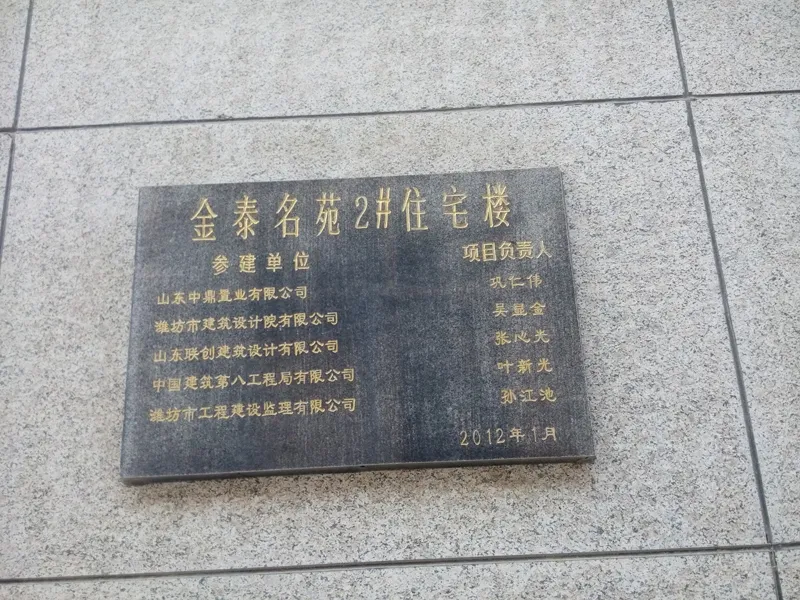 金泰名苑2#住宅楼
参建单位 项目负责人
山东中鼎置业有限公司 巩仁伟
潍坊市建筑设计院有限公司 吴显金
山东联创建筑设计有限公司 张心夫
中国建筑第八工程局有限公司 叶新光
潍坊市工程建设监理有限公司 孙江池
2012年1月